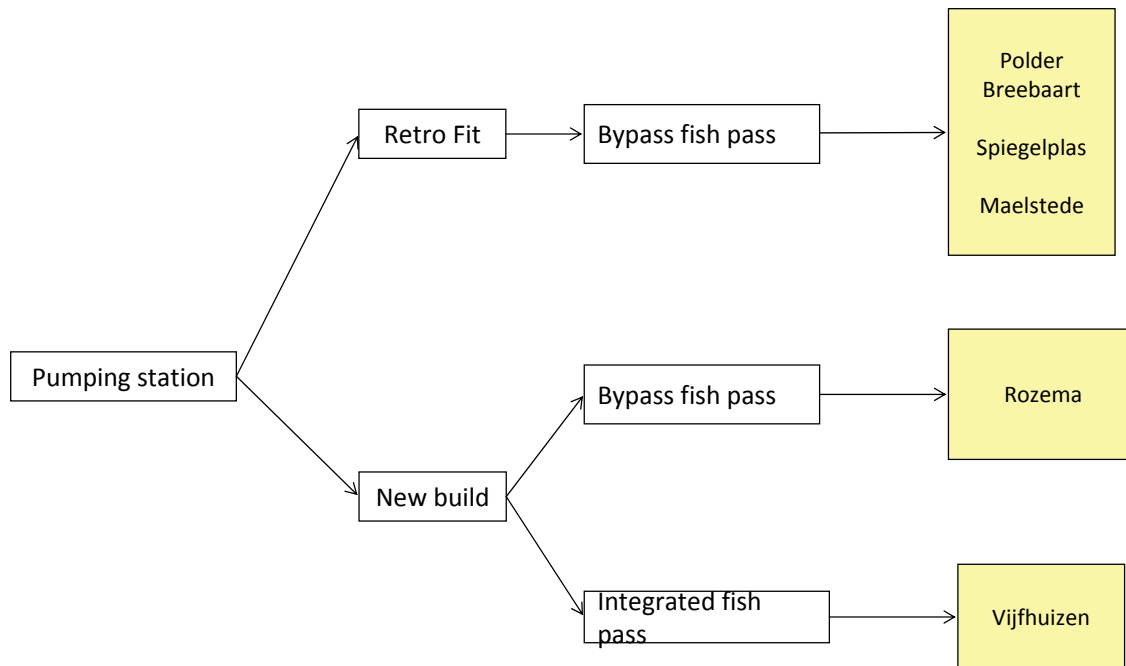 Polder
Breebaart
Spiegelplas
Maelstede
Retro Fit
Bypass fish pass
Pumping station
Bypass fish pass
Rozema
New build
Integrated fish
pass
Vijfhuizen